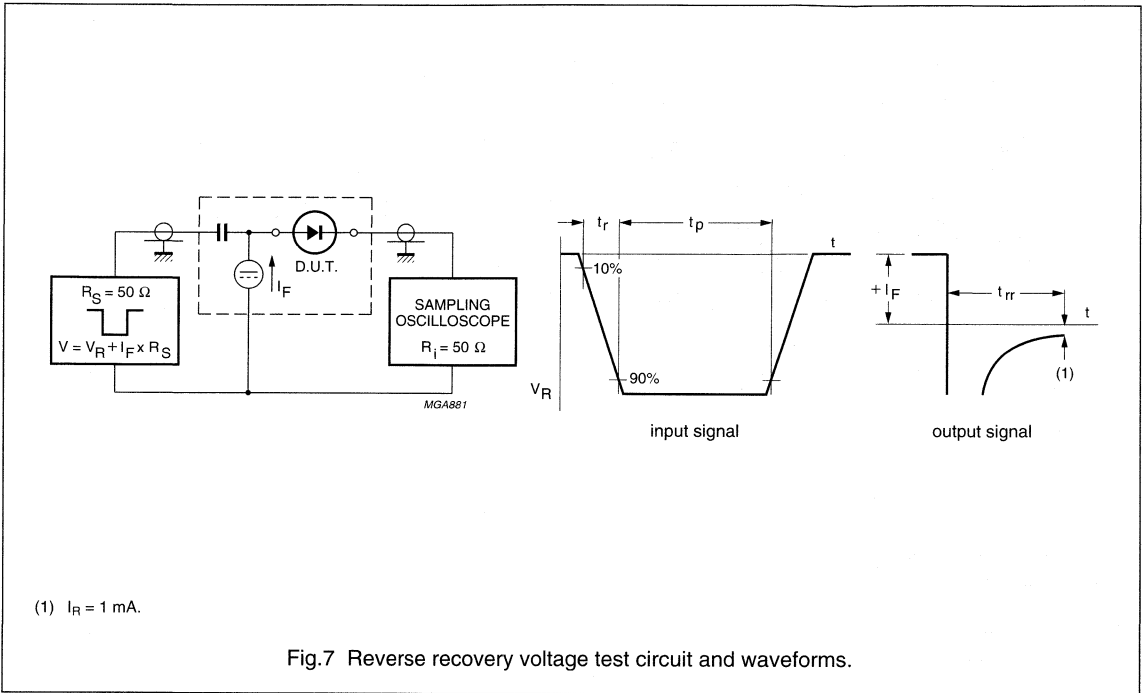 R_S = 50 Ω
V = V_R + I_F x R_S
I_F
D.U.T.
SAMPLING
OSCILLOSCOPE
R_i = 50 Ω
MGA881
t_r
t_p
t
10%
90%
V_R
input signal
+ I_F
t_rr
t
(1)
output signal
(1) I_R = 1 mA.
Fig.7 Reverse recovery voltage test circuit and waveforms.